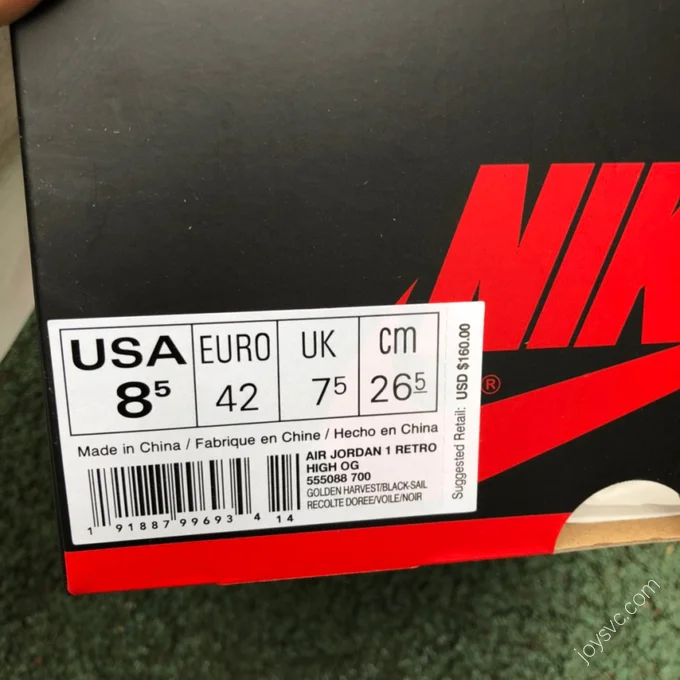 NIK
USA EURO UK cm
8⁵ 42 7⁵ 26⁵
Made in China / Fabrique en Chine / Hecho en China
AIR JORDAN 1 RETRO
HIGH OG
555088 700
GOLDEN HARVEST/BLACK-SAIL
RECOLTE DOREE/VOILE/NOIR
1 91887 99693 4 14
Suggested Retail: USD $160.00
®
joysvc.com